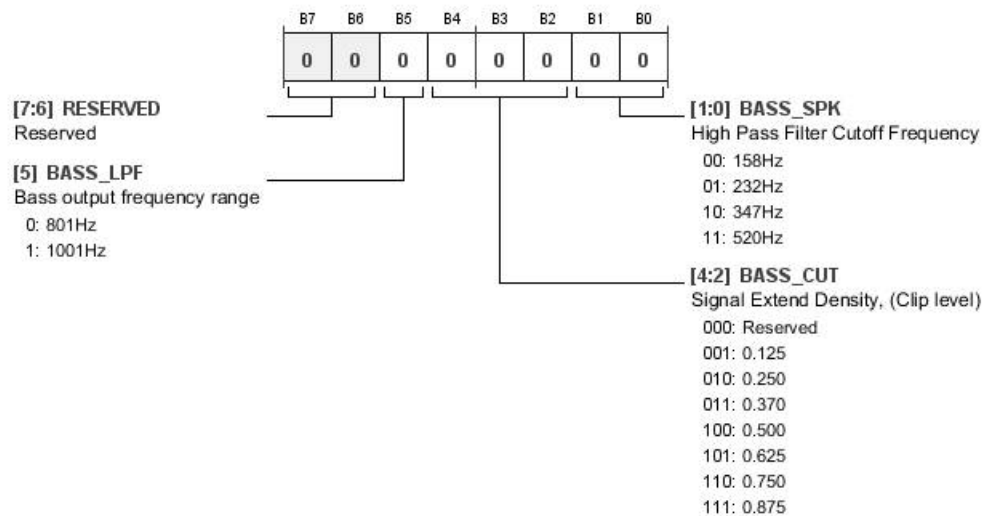 B7 B6 B5 B4 B3 B2 B1 B0
0 0 0 0 0 0 0 0
[7:6] RESERVED
Reserved
[5] BASS_LPF
Bass output frequency range
0: 801Hz
1: 1001Hz
[1:0] BASS_SPK
High Pass Filter Cutoff Frequency
00: 158Hz
01: 232Hz
10: 347Hz
11: 520Hz
[4:2] BASS_CUT
Signal Extend Density, (Clip level)
000: Reserved
001: 0.125
010: 0.250
011: 0.370
100: 0.500
101: 0.625
110: 0.750
111: 0.875